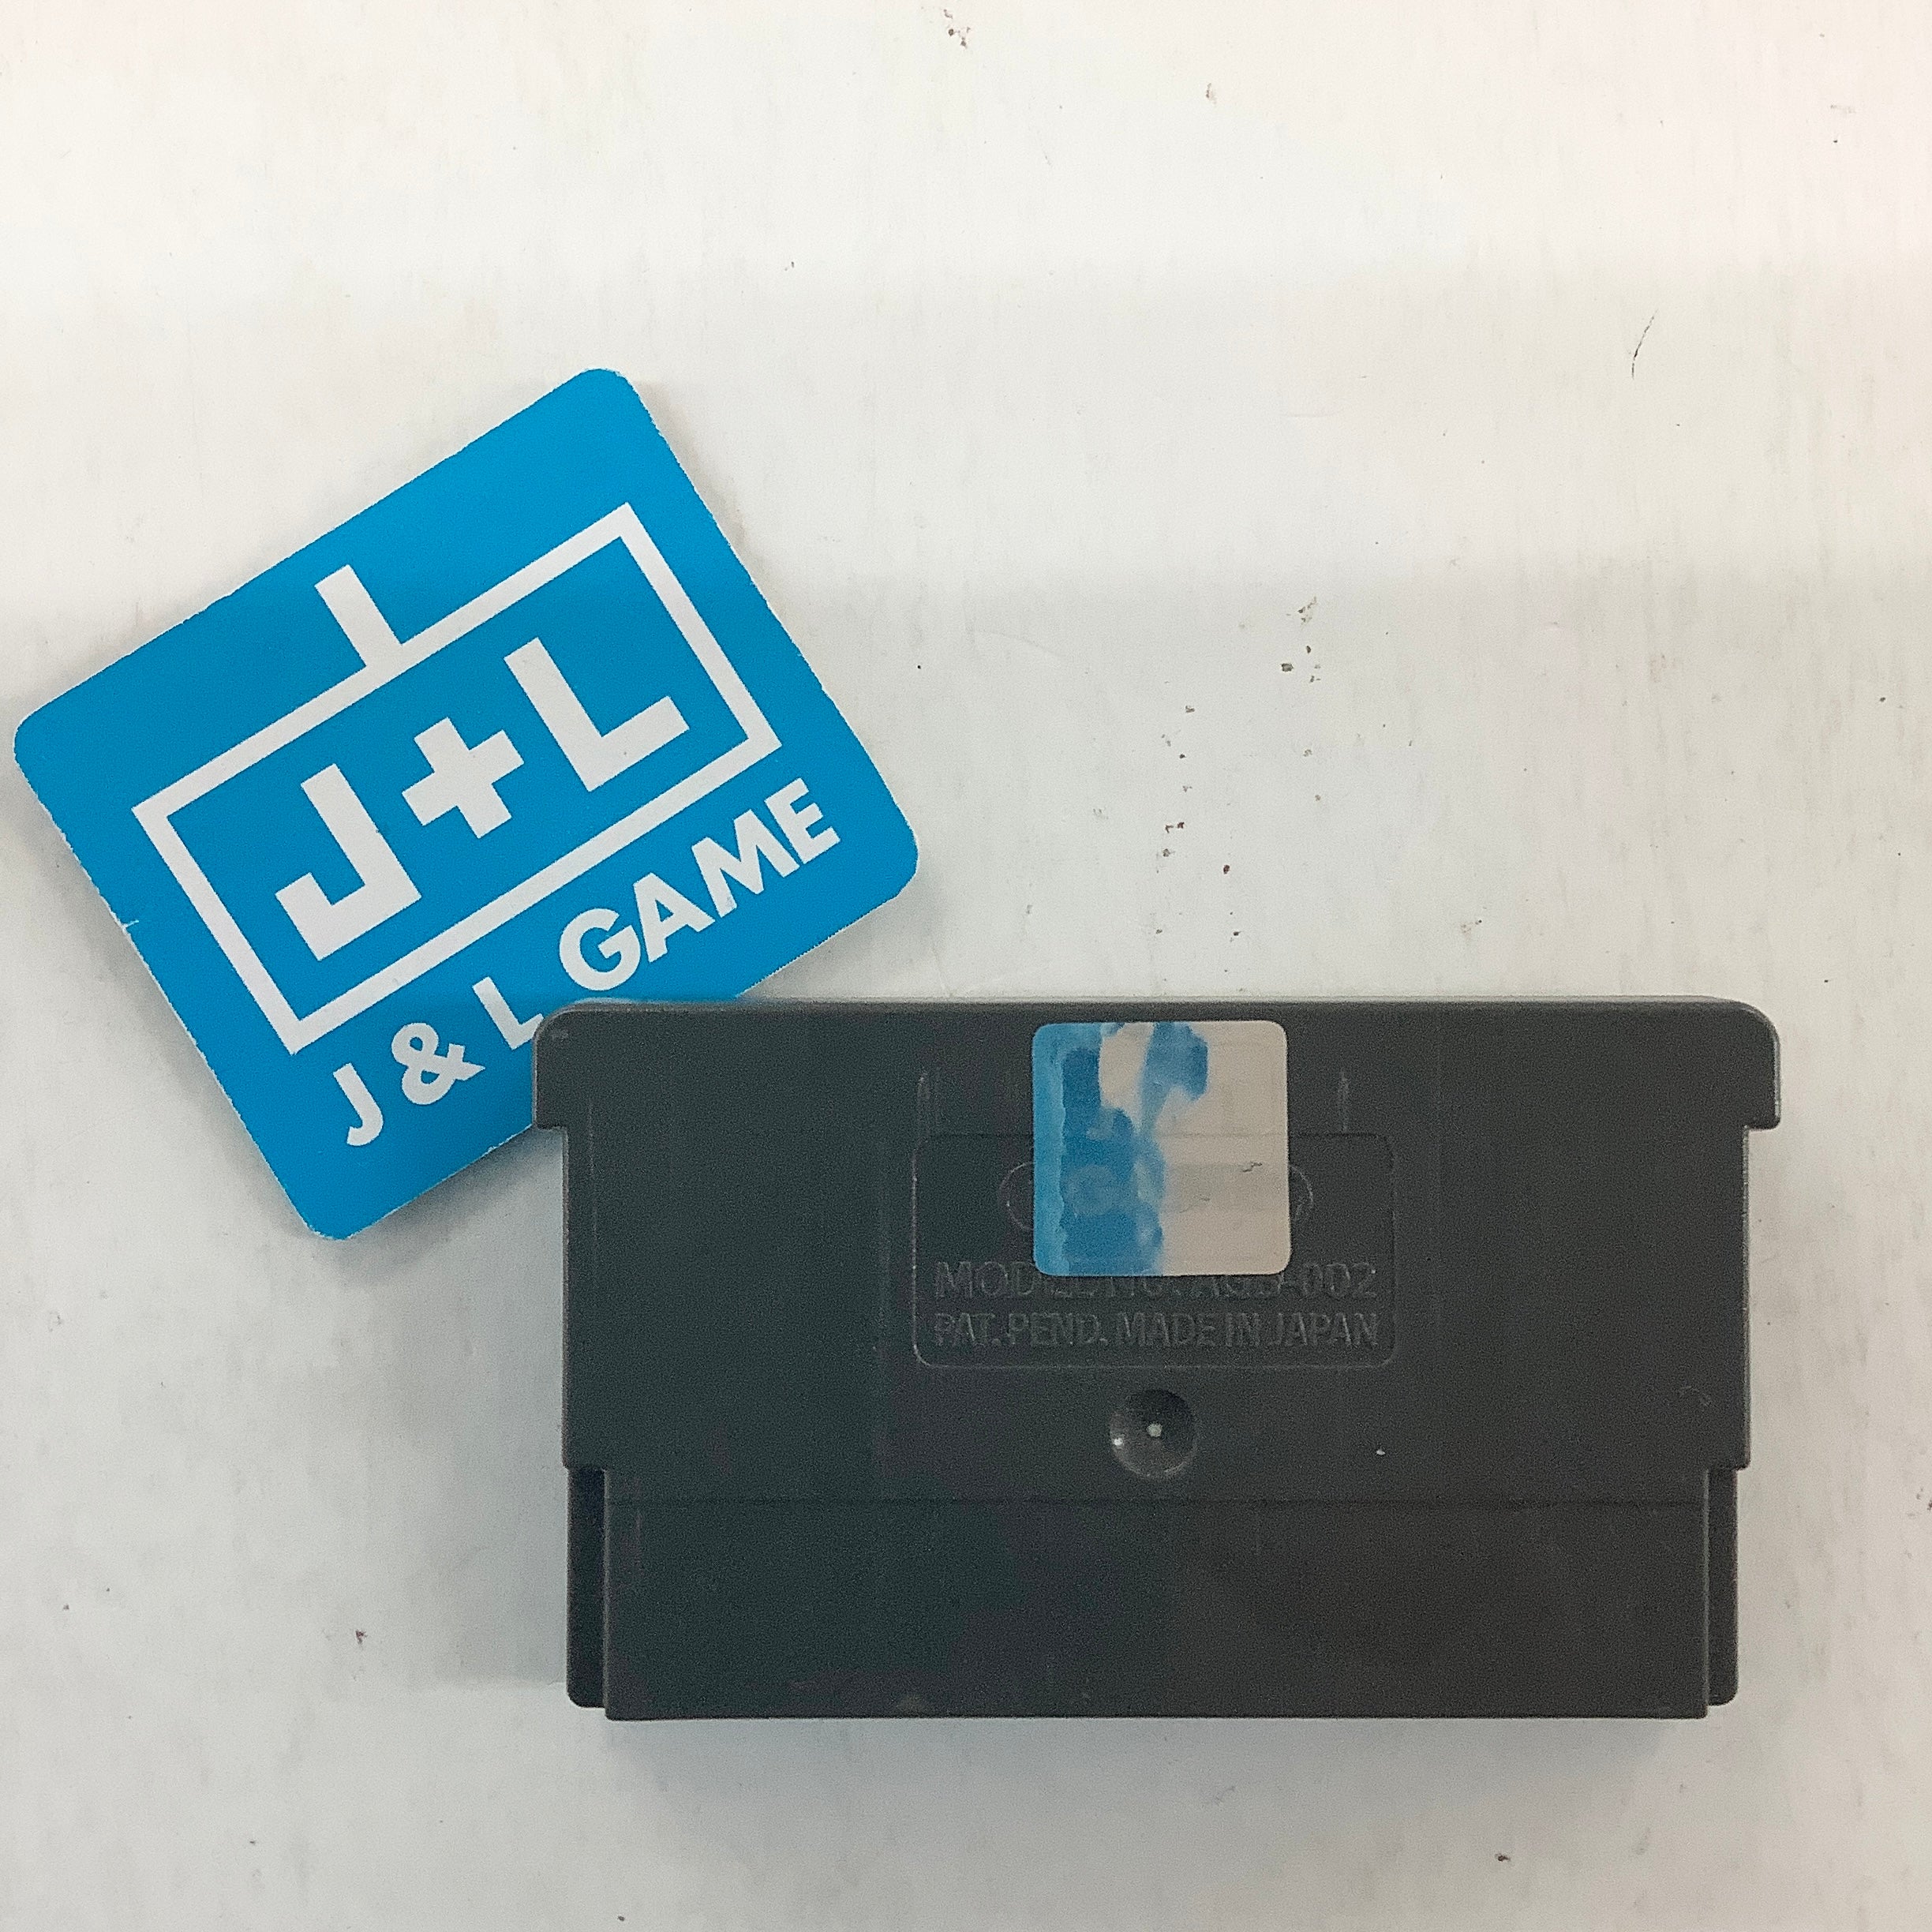 J+L
J & L GAME
MODEL NO. AGB-002
PAT. PEND. MADE IN JAPAN